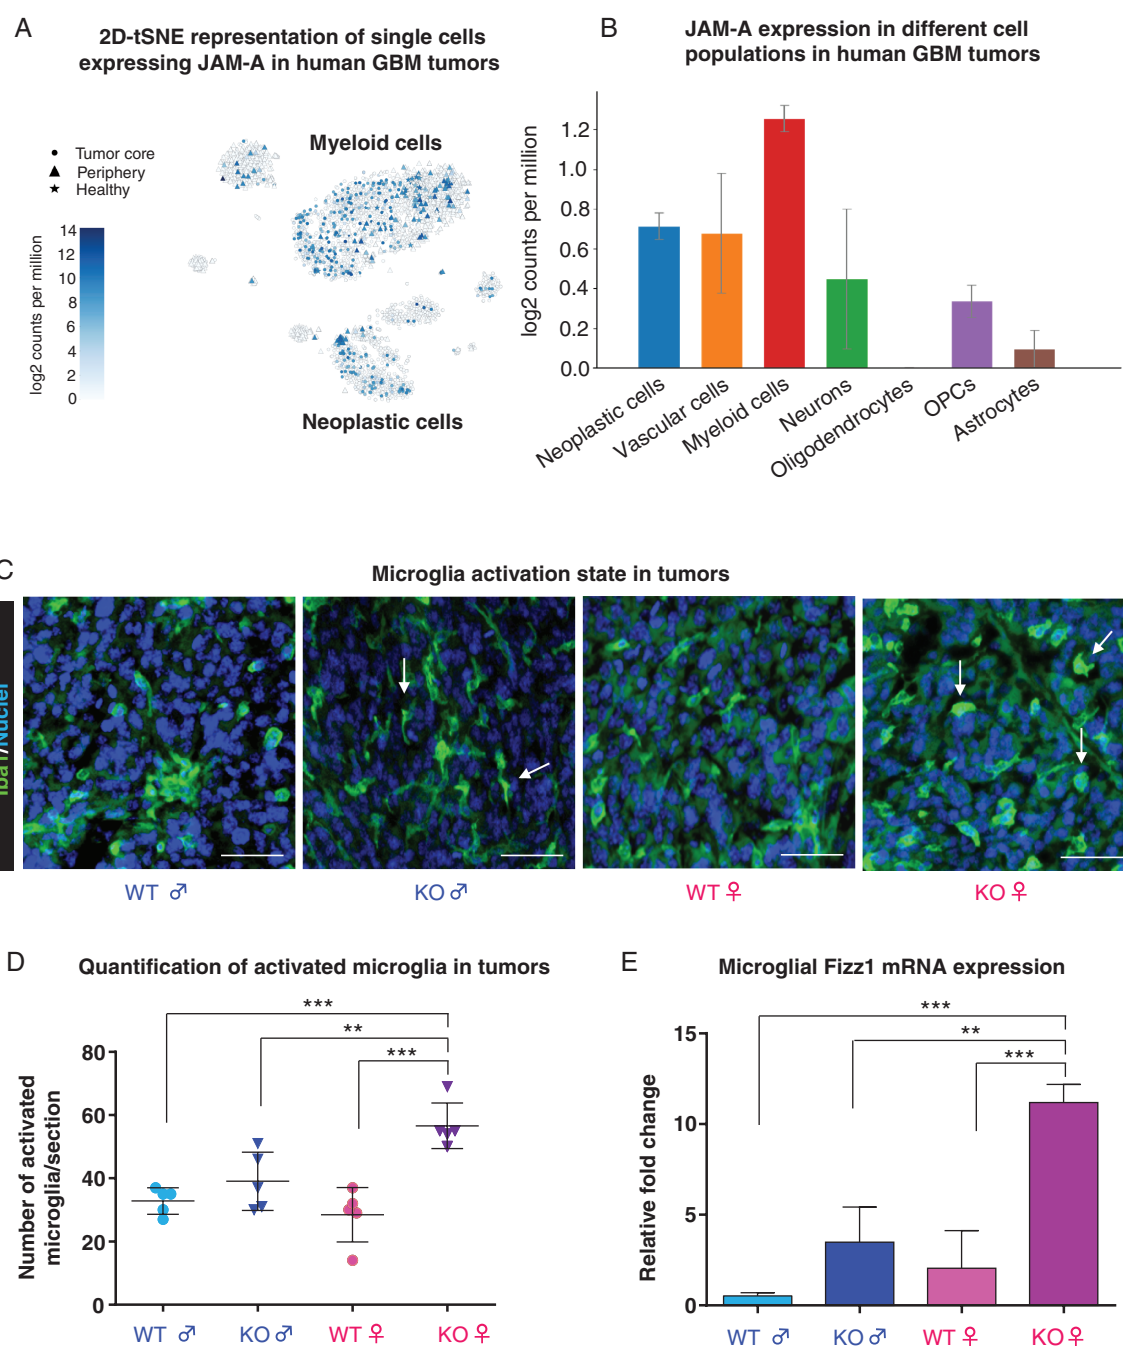 A
2D-tSNE representation of single cells
expressing JAM-A in human GBM tumors
Tumor core
Periphery
Healthy
Myeloid cells
Neoplastic cells
log2 counts per million
14
12
10
8
6
4
2
0
B
JAM-A expression in different cell
populations in human GBM tumors
log2 counts per million
1.2
1.0
0.8
0.6
0.4
0.2
0.0
Neoplastic cells
Vascular cells
Myeloid cells
Neurons
Oligodendrocytes
OPCs
Astrocytes
C
Microglia activation state in tumors
Iba1/Nuclei
WT ♂
KO ♂
WT ♀
KO ♀
D
Quantification of activated microglia in tumors
***
**
***
Number of activated
microglia/section
80
60
40
20
0
WT ♂
KO ♂
WT ♀
KO ♀
E
Microglial Fizz1 mRNA expression
***
**
***
Relative fold change
15
10
5
0
WT ♂
KO ♂
WT ♀
KO ♀